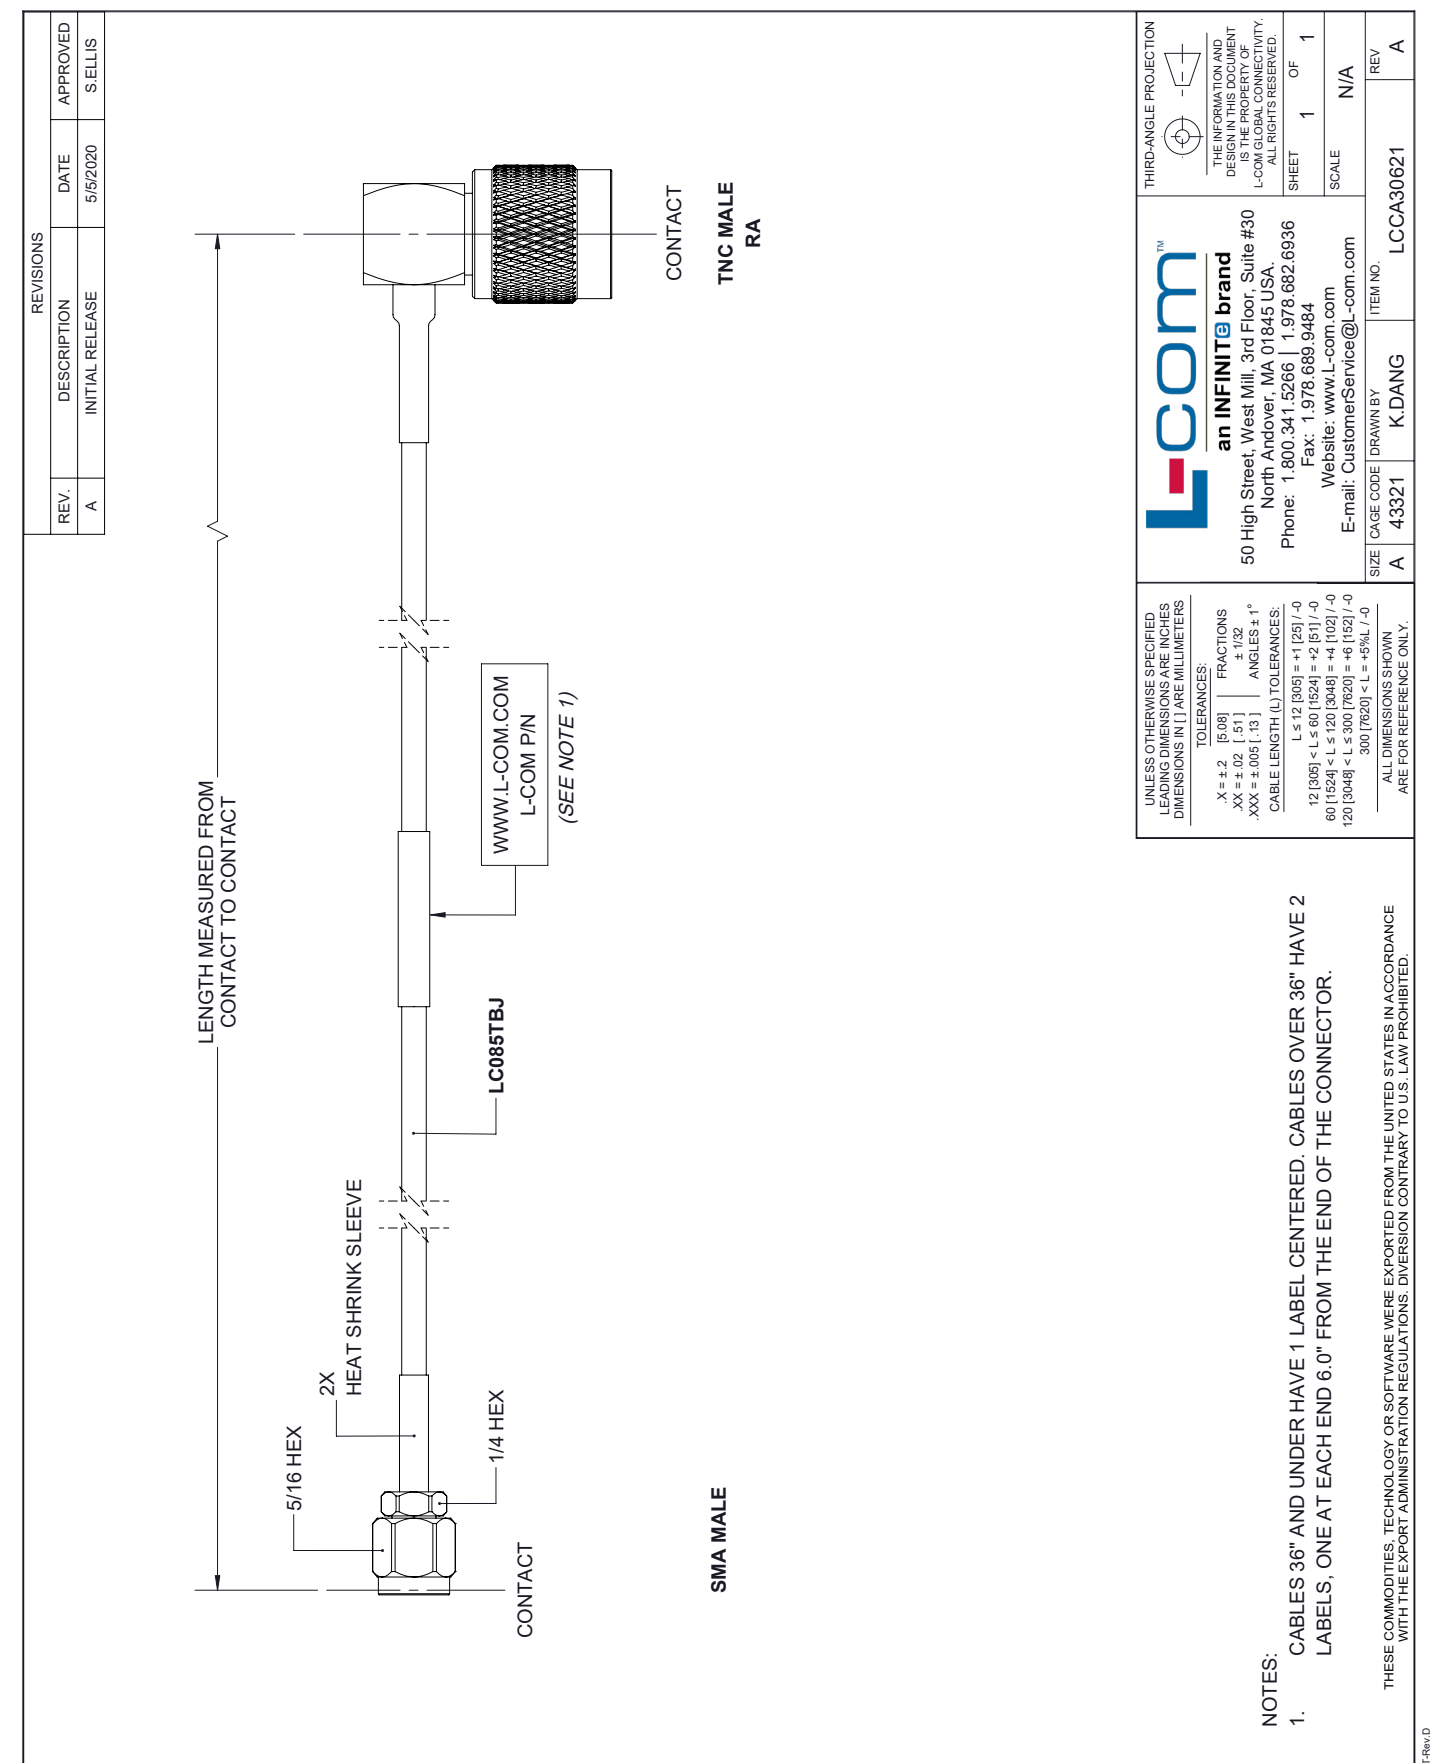 REVISIONS
REV. DESCRIPTION DATE APPROVED
A INITIAL RELEASE 5/5/2020 S.ELLIS
LENGTH MEASURED FROM
CONTACT TO CONTACT
5/16 HEX
2X
HEAT SHRINK SLEEVE
1/4 HEX
LC085TBJ
WWW.L-COM.COM
L-COM P/N
(SEE NOTE 1)
CONTACT
SMA MALE
CONTACT
TNC MALE
RA
NOTES:
1. CABLES 36" AND UNDER HAVE 1 LABEL CENTERED. CABLES OVER 36" HAVE 2
LABELS, ONE AT EACH END 6.0" FROM THE END OF THE CONNECTOR.
THESE COMMODITIES, TECHNOLOGY OR SOFTWARE WERE EXPORTED FROM THE UNITED STATES IN ACCORDANCE
WITH THE EXPORT ADMINISTRATION REGULATIONS. DIVERSION CONTRARY TO U.S. LAW PROHIBITED.
UNLESS OTHERWISE SPECIFIED
LEADING DIMENSIONS ARE INCHES
DIMENSIONS IN [ ] ARE MILLIMETERS
TOLERANCES:
.X = ± .2 [5.08] FRACTIONS
.XX = ± .02 [ .51 ] ± 1/32
.XXX = ± .005 [ .13 ] ANGLES ± 1°
CABLE LENGTH (L) TOLERANCES:
L ≤ 12 [305] = +1 [25] / -0
12 [305] < L ≤ 60 [1524] = +2 [51] / -0
60 [1524] < L ≤ 120 [3048] = +4 [102] / -0
120 [3048] < L ≤ 300 [7620] = +6 [152] / -0
300 [7620] < L = +5%L / -0
ALL DIMENSIONS SHOWN
ARE FOR REFERENCE ONLY.
L-com™
an INFINITe brand
50 High Street, West Mill, 3rd Floor, Suite #30
North Andover, MA 01845 USA.
Phone: 1.800.341.5266 | 1.978.682.6936
Fax: 1.978.689.9484
Website: www.L-com.com
E-mail: CustomerService@L-com.com
THIRD-ANGLE PROJECTION
THE INFORMATION AND
DESIGN IN THIS DOCUMENT
IS THE PROPERTY OF
L-COM GLOBAL CONNECTIVITY.
ALL RIGHTS RESERVED.
SHEET 1 OF 1
SCALE N/A
SIZE A
CAGE CODE 43321
DRAWN BY K.DANG
ITEM NO. LCCA30621
REV A
T-Rev.D